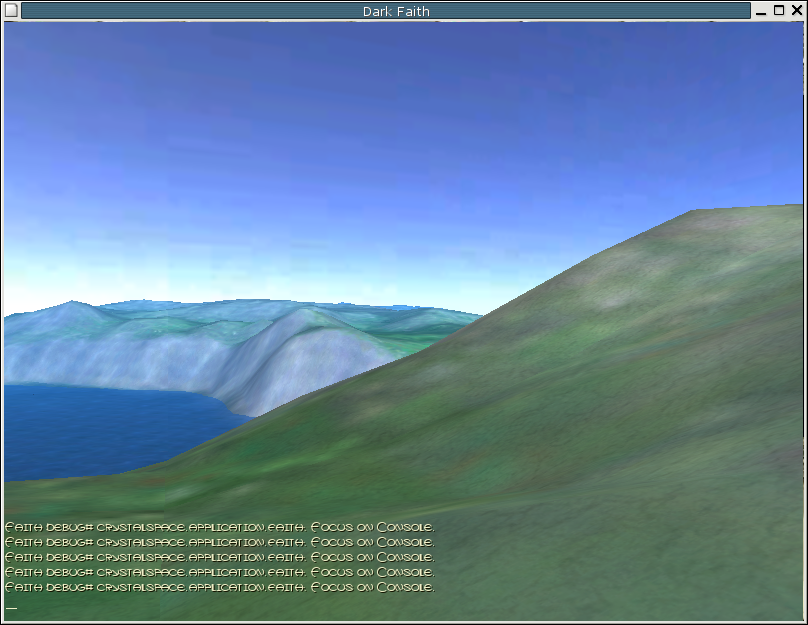 Dark Faith
Faith debug# crystalspace.application.faith: Focus on Console.
Faith debug# crystalspace.application.faith: Focus on Console.
Faith debug# crystalspace.application.faith: Focus on Console.
Faith debug# crystalspace.application.faith: Focus on Console.
Faith debug# crystalspace.application.faith: Focus on Console.
_